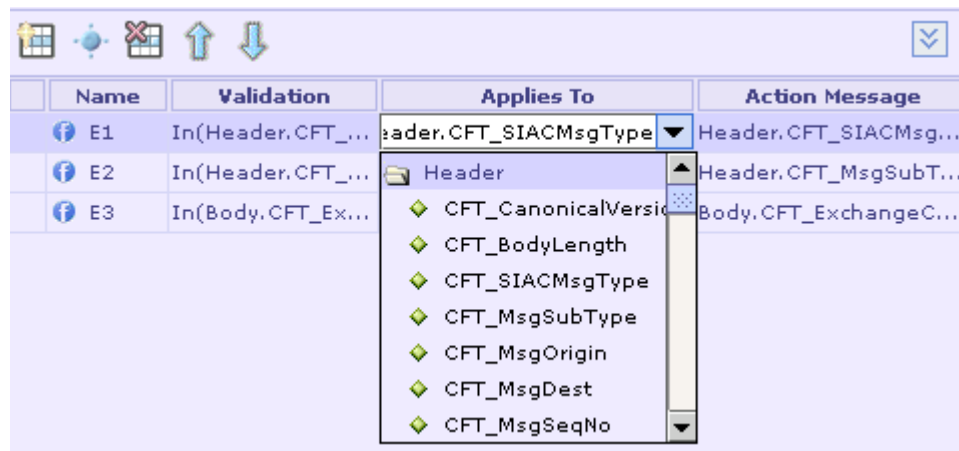 Name Validation Applies To Action Message
E1 In(Header.CFT_... eader.CFT_SIACMsgType Header.CFT_SIACMsg...
E2 In(Header.CFT_... Header Header.CFT_MsgSubT...
E3 In(Body.CFT_Ex... CFT_CanonicalVersio Body.CFT_ExchangeC...
CFT_BodyLength
CFT_SIACMsgType
CFT_MsgSubType
CFT_MsgOrigin
CFT_MsgDest
CFT_MsgSeqNo